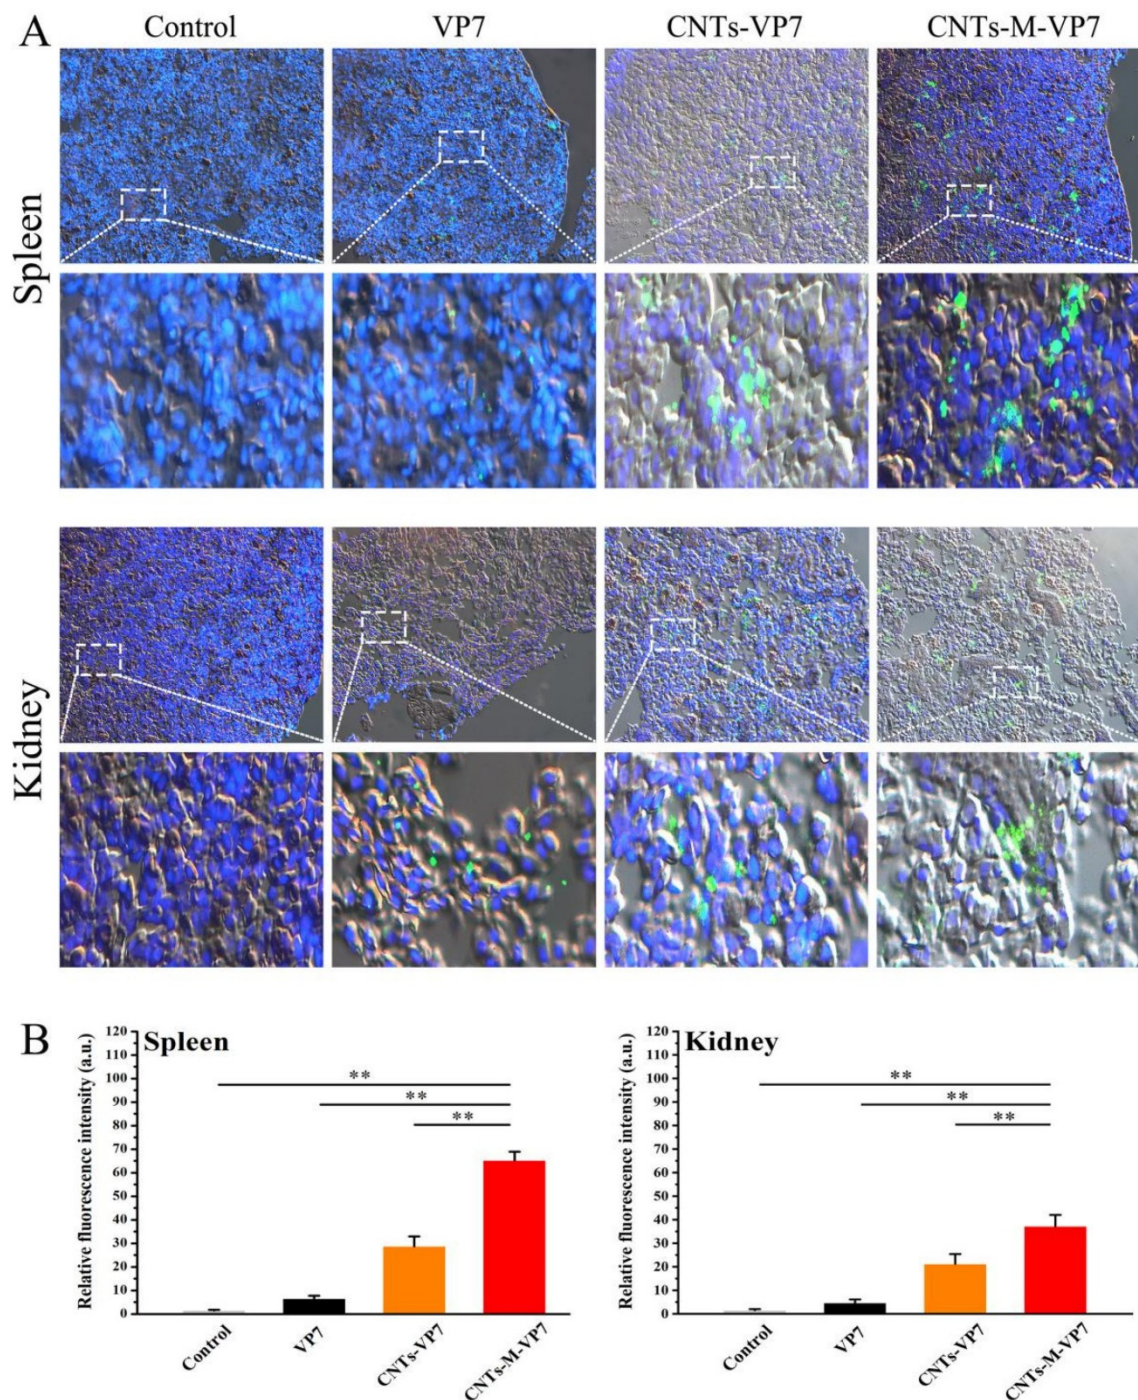 A
Control VP7 CNTs-VP7 CNTs-M-VP7
Spleen
Kidney
B
Relative fluorescence intensity (a.u.)
120
110
100
90
80
70
60
50
40
30
20
10
0
Spleen
**
**
**
Control VP7 CNTs-VP7 CNTs-M-VP7
Relative fluorescence intensity (a.u.)
120
110
100
90
80
70
60
50
40
30
20
10
0
Kidney
**
**
**
Control VP7 CNTs-VP7 CNTs-M-VP7